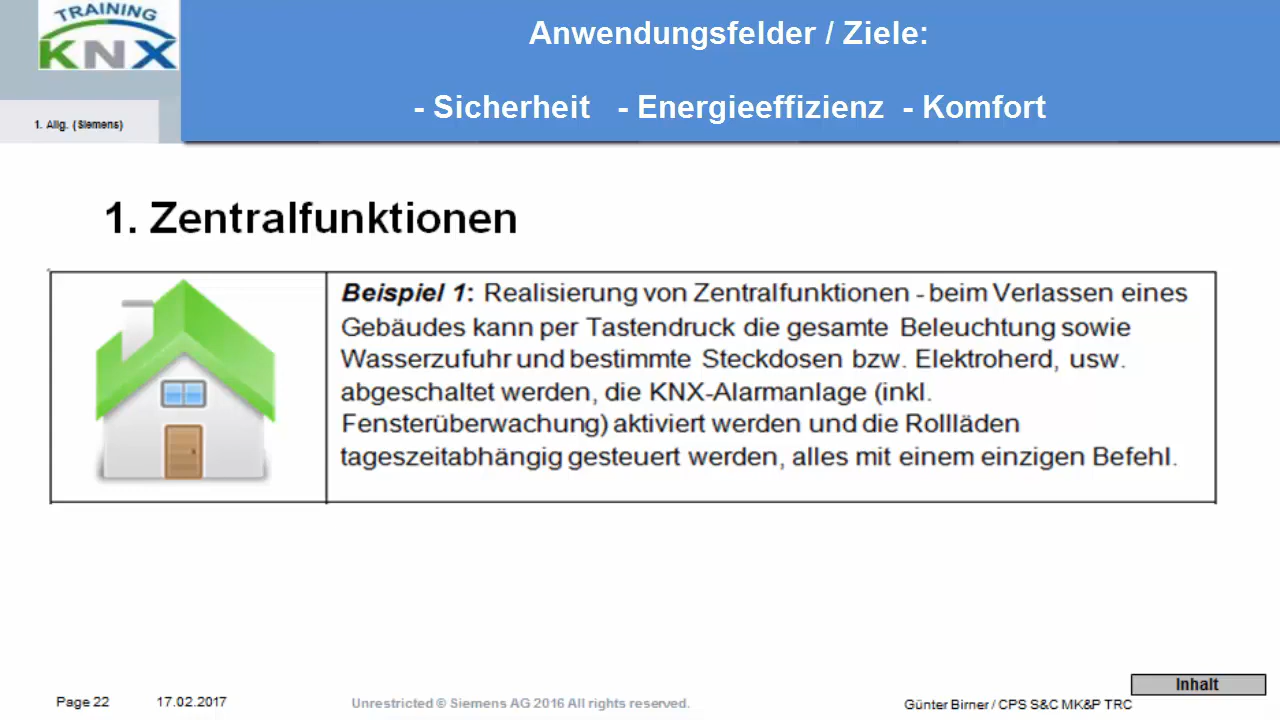 TRAINING
KNX
1. Allg. (Siemens)
Anwendungsfelder / Ziele:
- Sicherheit - Energieeffizienz - Komfort
1. Zentralfunktionen
Beispiel 1: Realisierung von Zentralfunktionen - beim Verlassen eines
Gebäudes kann per Tastendruck die gesamte Beleuchtung sowie
Wasserzufuhr und bestimmte Steckdosen bzw. Elektroherd, usw.
abgeschaltet werden, die KNX-Alarmanlage (inkl.
Fensterüberwachung) aktiviert werden und die Rollläden
tageszeitabhängig gesteuert werden, alles mit einem einzigen Befehl.
Inhalt
Page 22 17.02.2017 Unrestricted © Siemens AG 2016 All rights reserved. Günter Birner / CPS S&C MK&P TRC